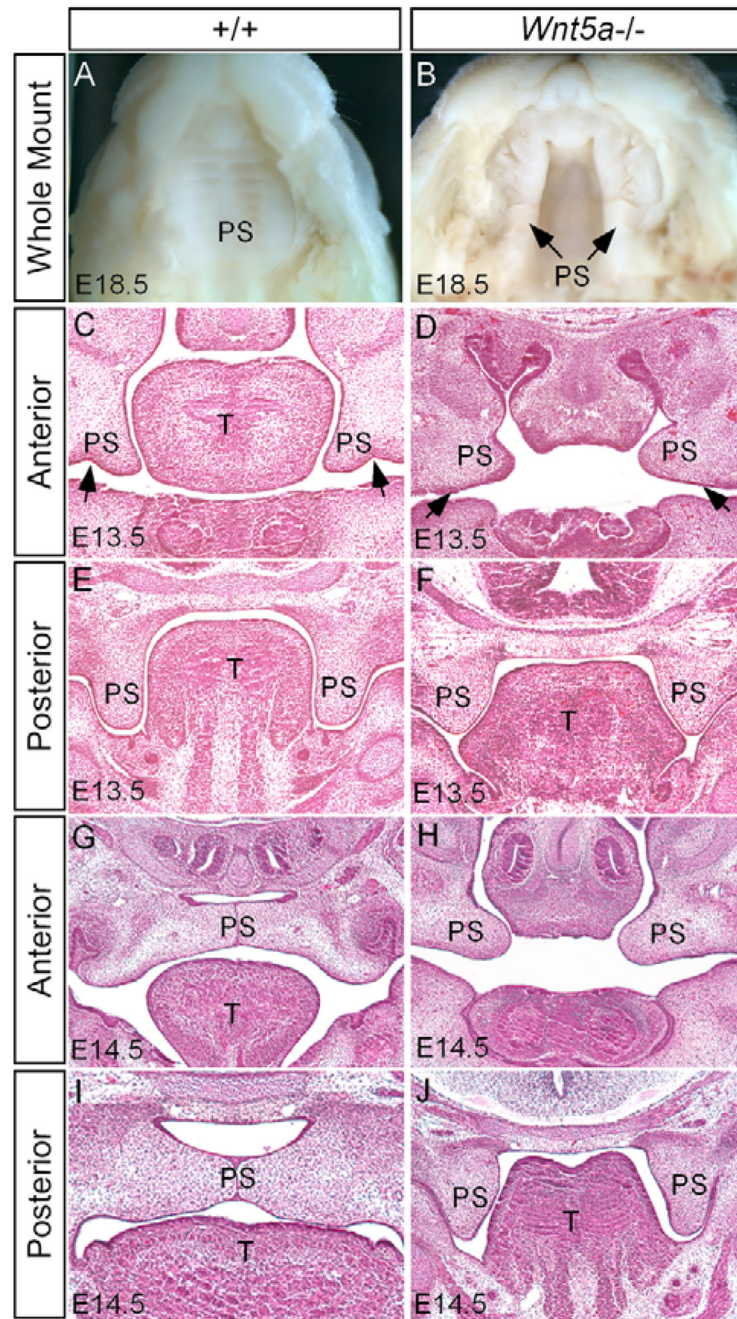 +/+
Wnt5a-/-
Whole Mount
A
PS
E18.5
B
PS
E18.5
Anterior
C
T
PS
PS
E13.5
D
PS
PS
E13.5
Posterior
E
T
PS
PS
E13.5
F
PS
PS
T
E13.5
Anterior
G
PS
T
E14.5
H
PS
PS
E14.5
Posterior
I
PS
T
E14.5
J
PS
PS
T
E14.5